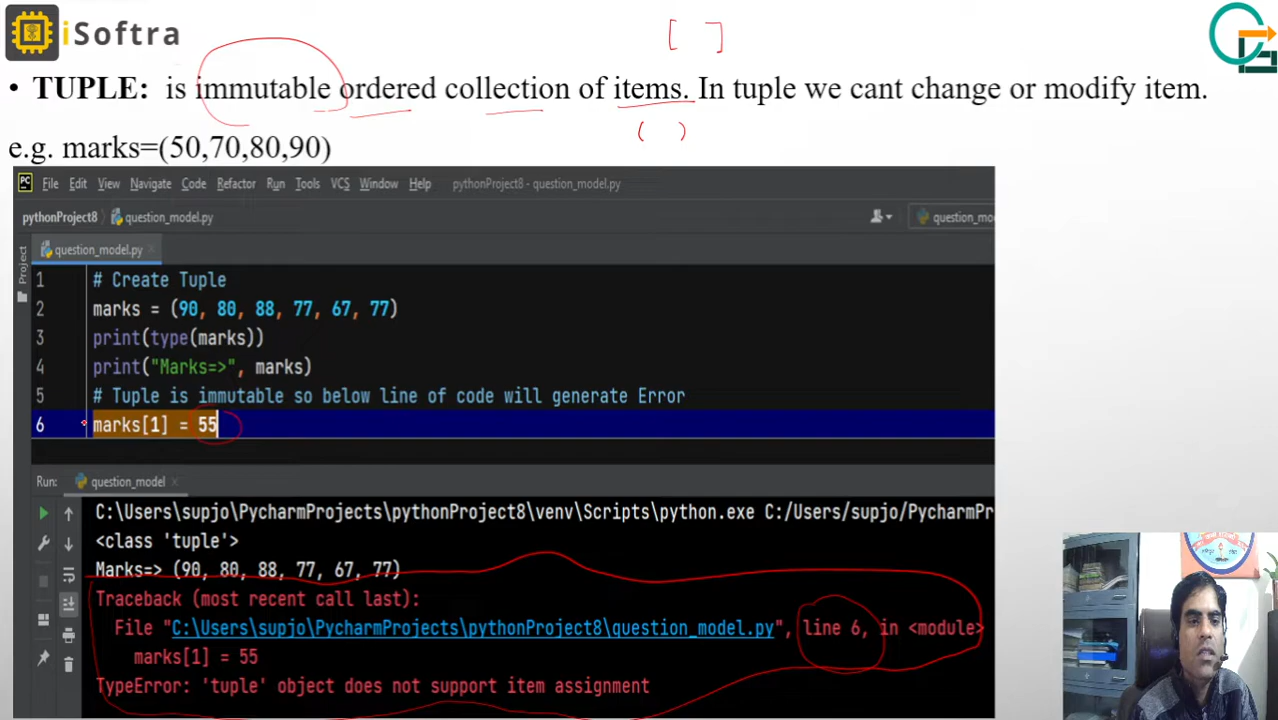 iSoftra
[ ]
• TUPLE: is immutable ordered collection of items. In tuple we cant change or modify item.
( )
e.g. marks=(50,70,80,90)
PC File Edit View Navigate Code Refactor Run Tools VCS Window Help pythonProject8 - question_model.py
pythonProject8 question_model.py question_mo
Project
question_model.py
1 # Create Tuple
2 marks = (90, 80, 88, 77, 67, 77)
3 print(type(marks))
4 print("Marks=>", marks)
5 # Tuple is immutable so below line of code will generate Error
6 marks[1] = 55
Run: question_model
C:\Users\supjo\PycharmProjects\pythonProject8\venv\Scripts\python.exe C:/Users/supjo/PycharmPr
<class 'tuple'>
Marks=> (90, 80, 88, 77, 67, 77)
Traceback (most recent call last):
File "C:\Users\supjo\PycharmProjects\pythonProject8\question_model.py", line 6, in <module>
marks[1] = 55
TypeError: 'tuple' object does not support item assignment